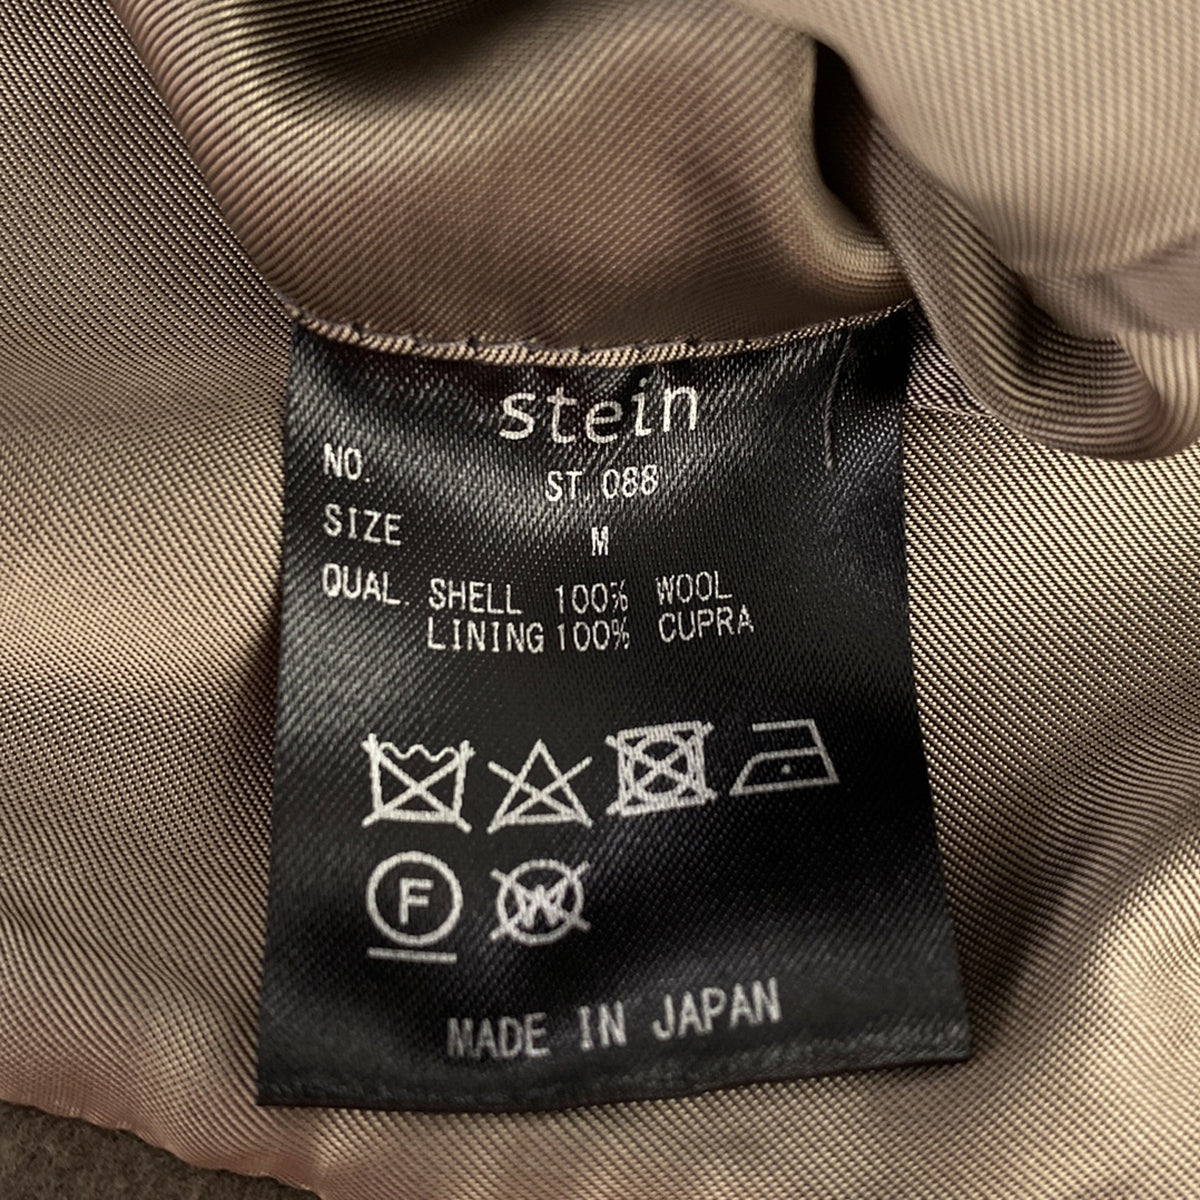 stein
NO. ST. 088
SIZE M
QUAL. SHELL 100% WOOL
LINING 100% CUPRA
F
W
MADE IN JAPAN